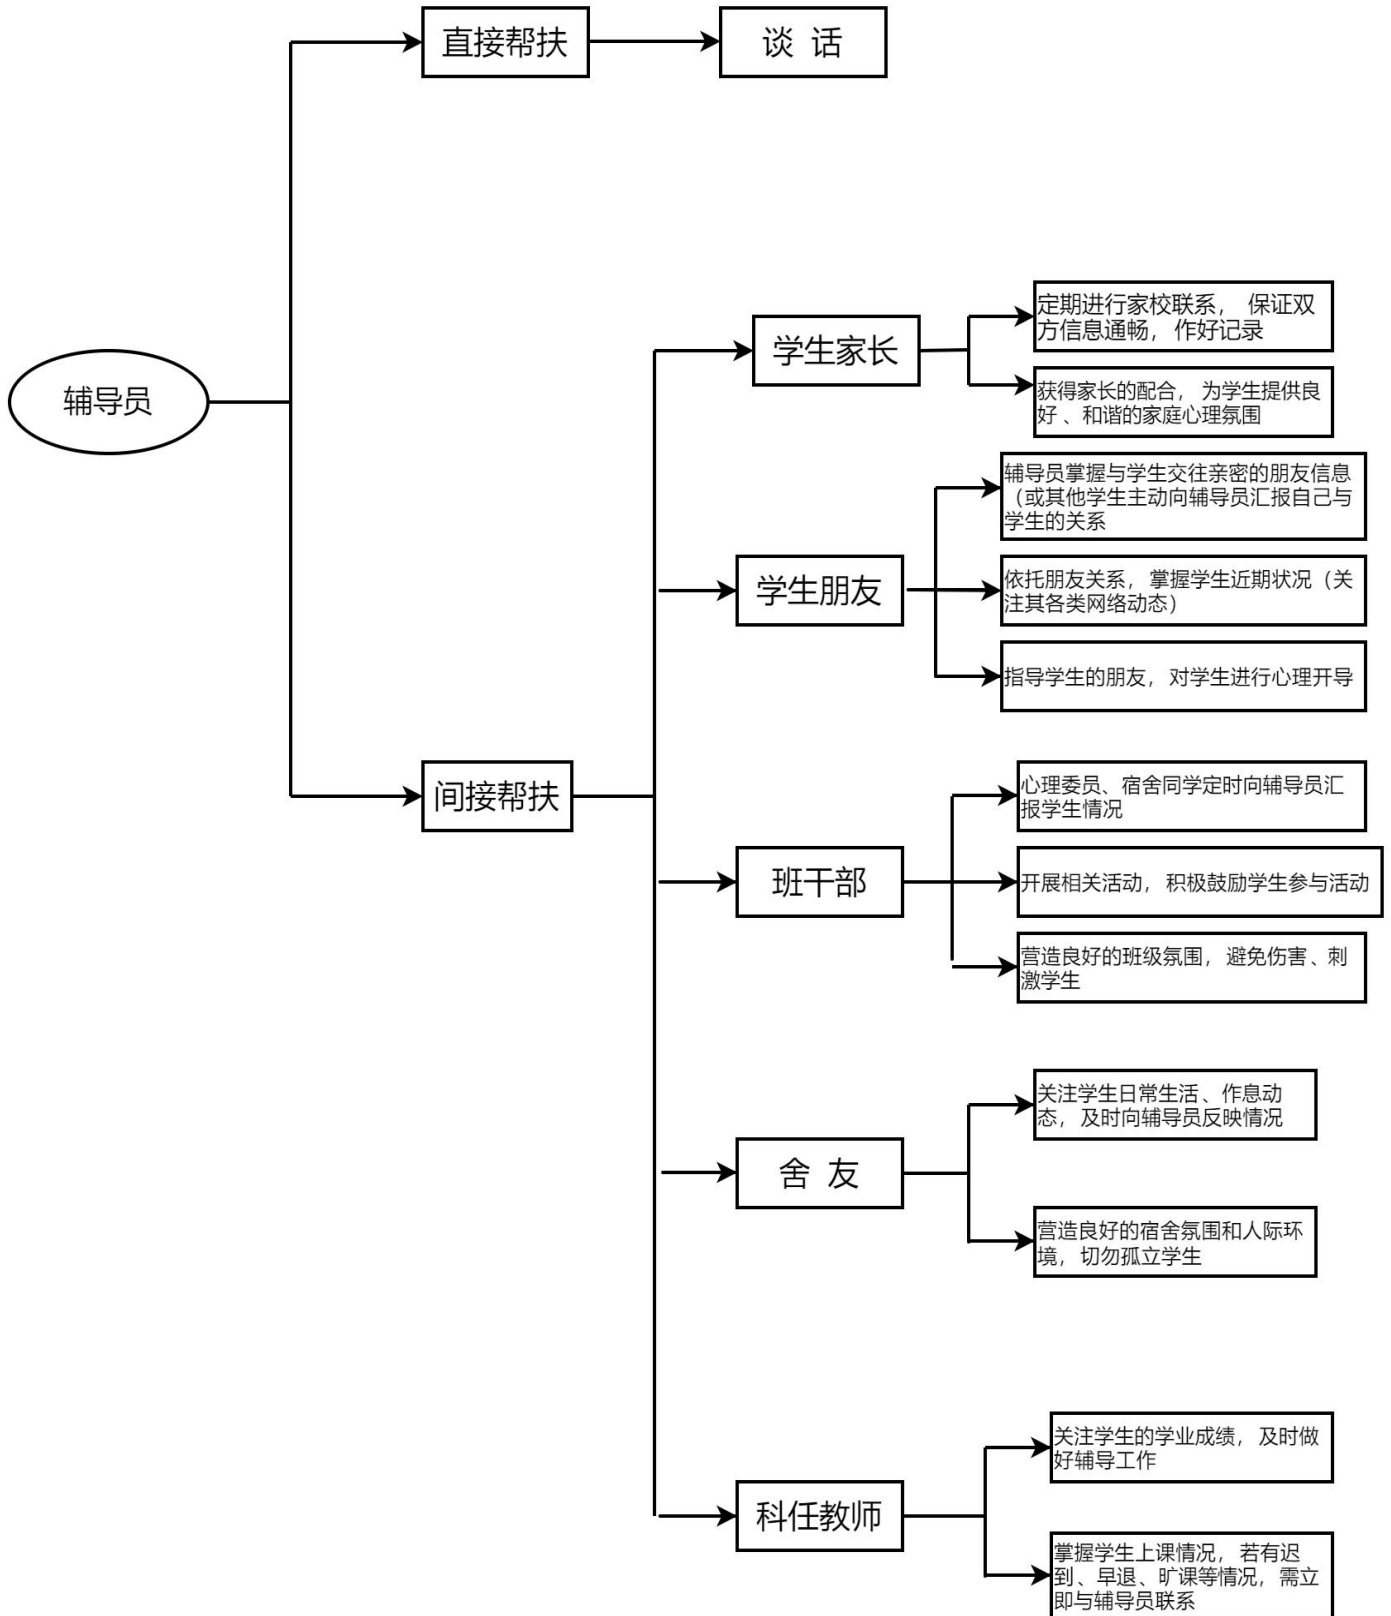 直接帮扶
谈 话
辅导员
间接帮扶
学生家长
定期进行家校联系, 保证双
方信息通畅, 作好记录
获得家长的配合, 为学生提供良
好 、和谐的家庭心理氛围
学生朋友
辅导员掌握与学生交往亲密的朋友信息
（或其他学生主动向辅导员汇报自己与
学生的关系
依托朋友关系, 掌握学生近期状况（关
注其各类网络动态）
指导学生的朋友, 对学生进行心理开导
班干部
心理委员、宿舍同学定时向辅导员汇
报学生情况
开展相关活动, 积极鼓励学生参与活动
营造良好的班级氛围, 避免伤害 、刺
激学生
舍 友
关注学生日常生活 、作息动
态, 及时向辅导员反映情况
营造良好的宿舍氛围和人际环
境, 切勿孤立学生
科任教师
关注学生的学业成绩, 及时做
好辅导工作
掌握学生上课情况, 若有迟
到 、早退、旷课等情况, 需立
即与辅导员联系